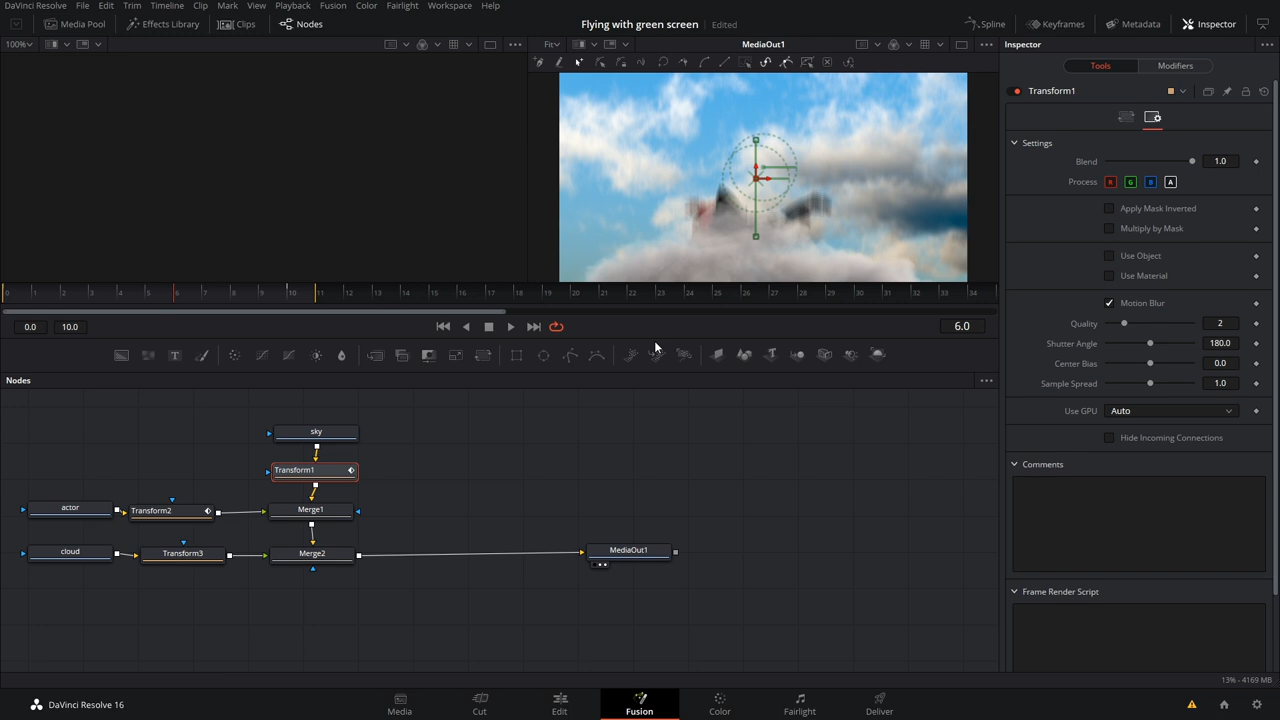 DaVinci Resolve File Edit Trim Timeline Clip Mark View Playback Fusion Color Fairlight Workspace Help
Media Pool Effects Library Clips Nodes Flying with green screen Edited Spline Keyframes Metadata Inspector
100% Fit MediaOut1 Inspector
Tools Modifiers
Transform1
Settings
Blend 1.0
Process R G B A
Apply Mask Inverted
Multiply by Mask
Use Object
Use Material
Motion Blur
Quality 2
Shutter Angle 180.0
Center Bias 0.0
Sample Spread 1.0
Use GPU Auto
Hide Incoming Connections
Comments
Frame Render Script
0 1 2 3 4 5 6 7 8 9 10 11 12 13 14 15 16 17 18 19 20 21 22 23 24 25 26 27 28 29 30 31 32 33 34
0.0 10.0 6.0
Nodes
sky
Transform1
actor Transform2 Merge1
cloud Transform3 Merge2 MediaOut1
13% - 4169 MB
DaVinci Resolve 16 Media Cut Edit Fusion Color Fairlight Deliver